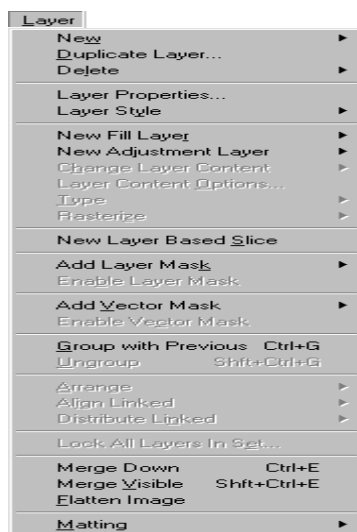 Layer
New
Duplicate Layer...
Delete
Layer Properties...
Layer Style
New Fill Layer
New Adjustment Layer
Change Layer Content
Layer Content Options...
Type
Rasterize
New Layer Based Slice
Add Layer Mask
Enable Layer Mask
Add Vector Mask
Enable Vector Mask
Group with Previous Ctrl+G
Ungroup Shft+Ctrl+G
Arrange
Align Linked
Distribute Linked
Lock All Layers In Set...
Merge Down Ctrl+E
Merge Visible Shft+Ctrl+E
Flatten Image
Matting